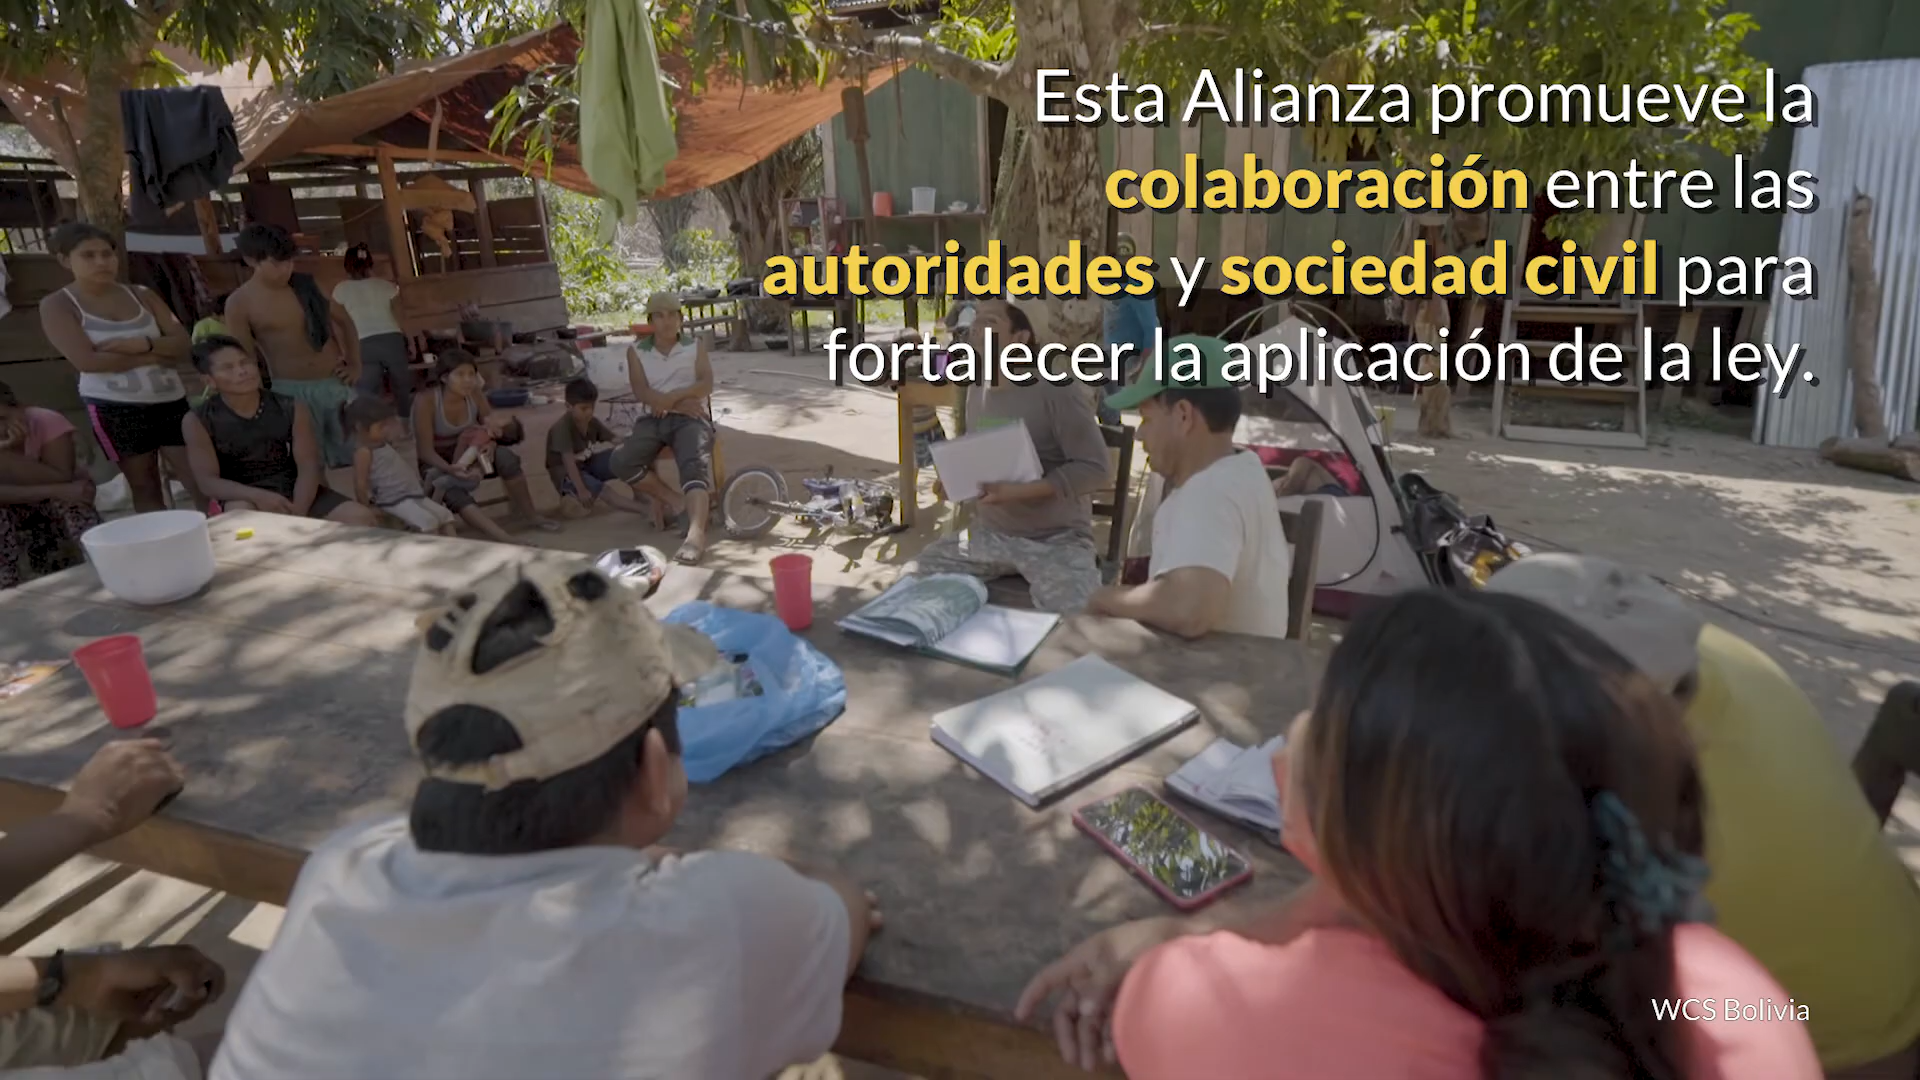 Esta Alianza promueve la
colaboración entre las
autoridades y sociedad civil para
fortalecer la aplicación de la ley.
WCS Bolivia